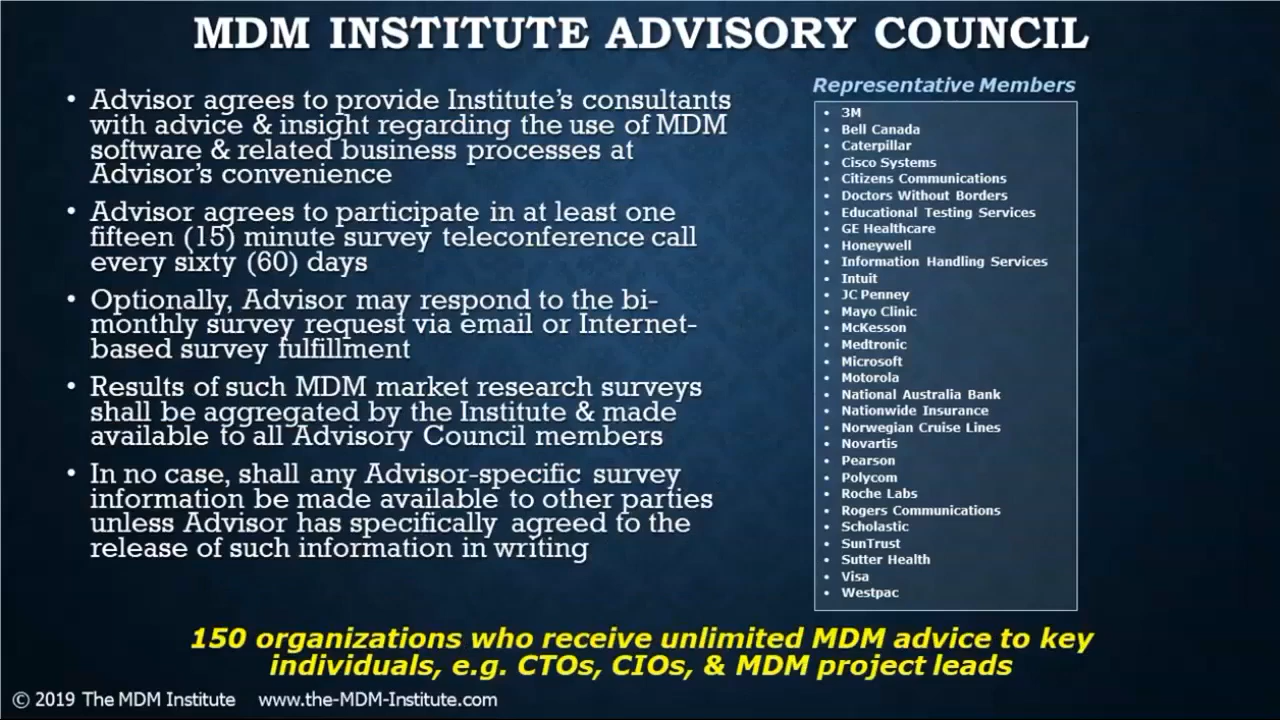 MDM INSTITUTE ADVISORY COUNCIL
• Advisor agrees to provide Institute's consultants
with advice & insight regarding the use of MDM
software & related business processes at
Advisor's convenience
• Advisor agrees to participate in at least one
fifteen (15) minute survey teleconference call
every sixty (60) days
• Optionally, Advisor may respond to the bi-
monthly survey request via email or Internet-
based survey fulfillment
• Results of such MDM market research surveys
shall be aggregated by the Institute & made
available to all Advisory Council members
• In no case, shall any Advisor-specific survey
information be made available to other parties
unless Advisor has specifically agreed to the
release of such information in writing
Representative Members
• 3M
• Bell Canada
• Caterpillar
• Cisco Systems
• Citizens Communications
• Doctors Without Borders
• Educational Testing Services
• GE Healthcare
• Honeywell
• Information Handling Services
• Intuit
• JC Penney
• Mayo Clinic
• McKesson
• Medtronic
• Microsoft
• Motorola
• National Australia Bank
• Nationwide Insurance
• Norwegian Cruise Lines
• Novartis
• Pearson
• Polycom
• Roche Labs
• Rogers Communications
• Scholastic
• SunTrust
• Sutter Health
• Visa
• Westpac
150 organizations who receive unlimited MDM advice to key
individuals, e.g. CTOs, CIOs, & MDM project leads
© 2019 The MDM Institute www.the-MDM-Institute.com